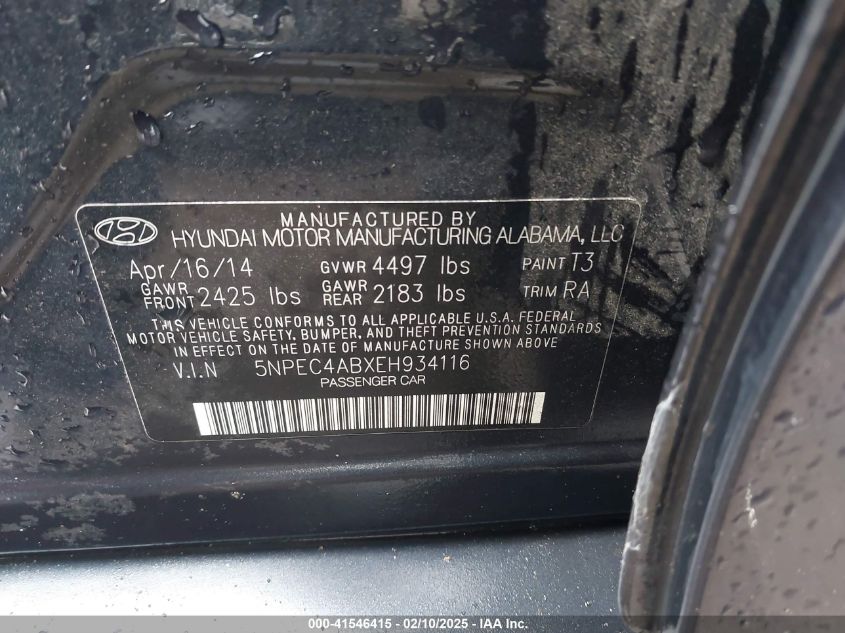 MANUFACTURED BY
HYUNDAI MOTOR MANUFACTURING ALABAMA, LLC
Apr/16/14 GVWR 4497 lbs PAINT T3
GAWR FRONT 2425 lbs GAWR REAR 2183 lbs TRIM RA
THIS VEHICLE CONFORMS TO ALL APPLICABLE U.S.A. FEDERAL
MOTOR VEHICLE SAFETY, BUMPER, AND THEFT PREVENTION STANDARDS
IN EFFECT ON THE DATE OF MANUFACTURE SHOWN ABOVE
V.I.N 5NPEC4ABXEH934116
PASSENGER CAR
000-41546415 - 02/10/2025 - IAA Inc.